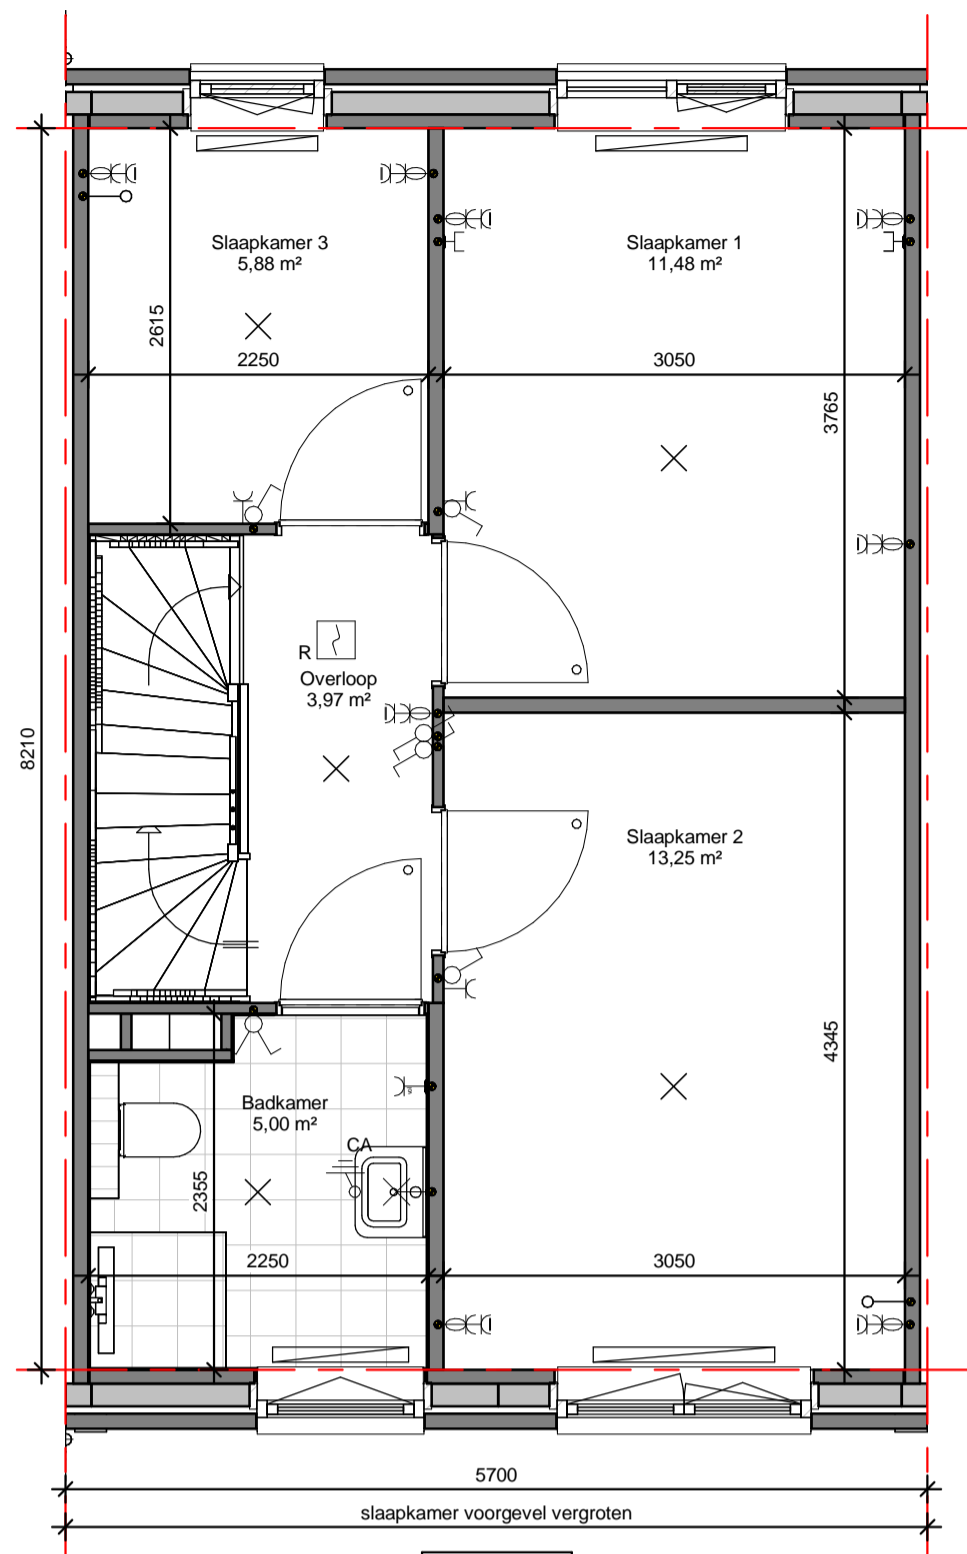 Slaapkamer 3
5,88 m²
Slaapkamer 1
11,48 m²
2615
2250
3050
3765
R
Overloop
3,97 m²
8210
Slaapkamer 2
13,25 m²
4345
Badkamer
5,00 m²
CA
2355
2250
3050
5700
slaapkamer voorgevel vergroten